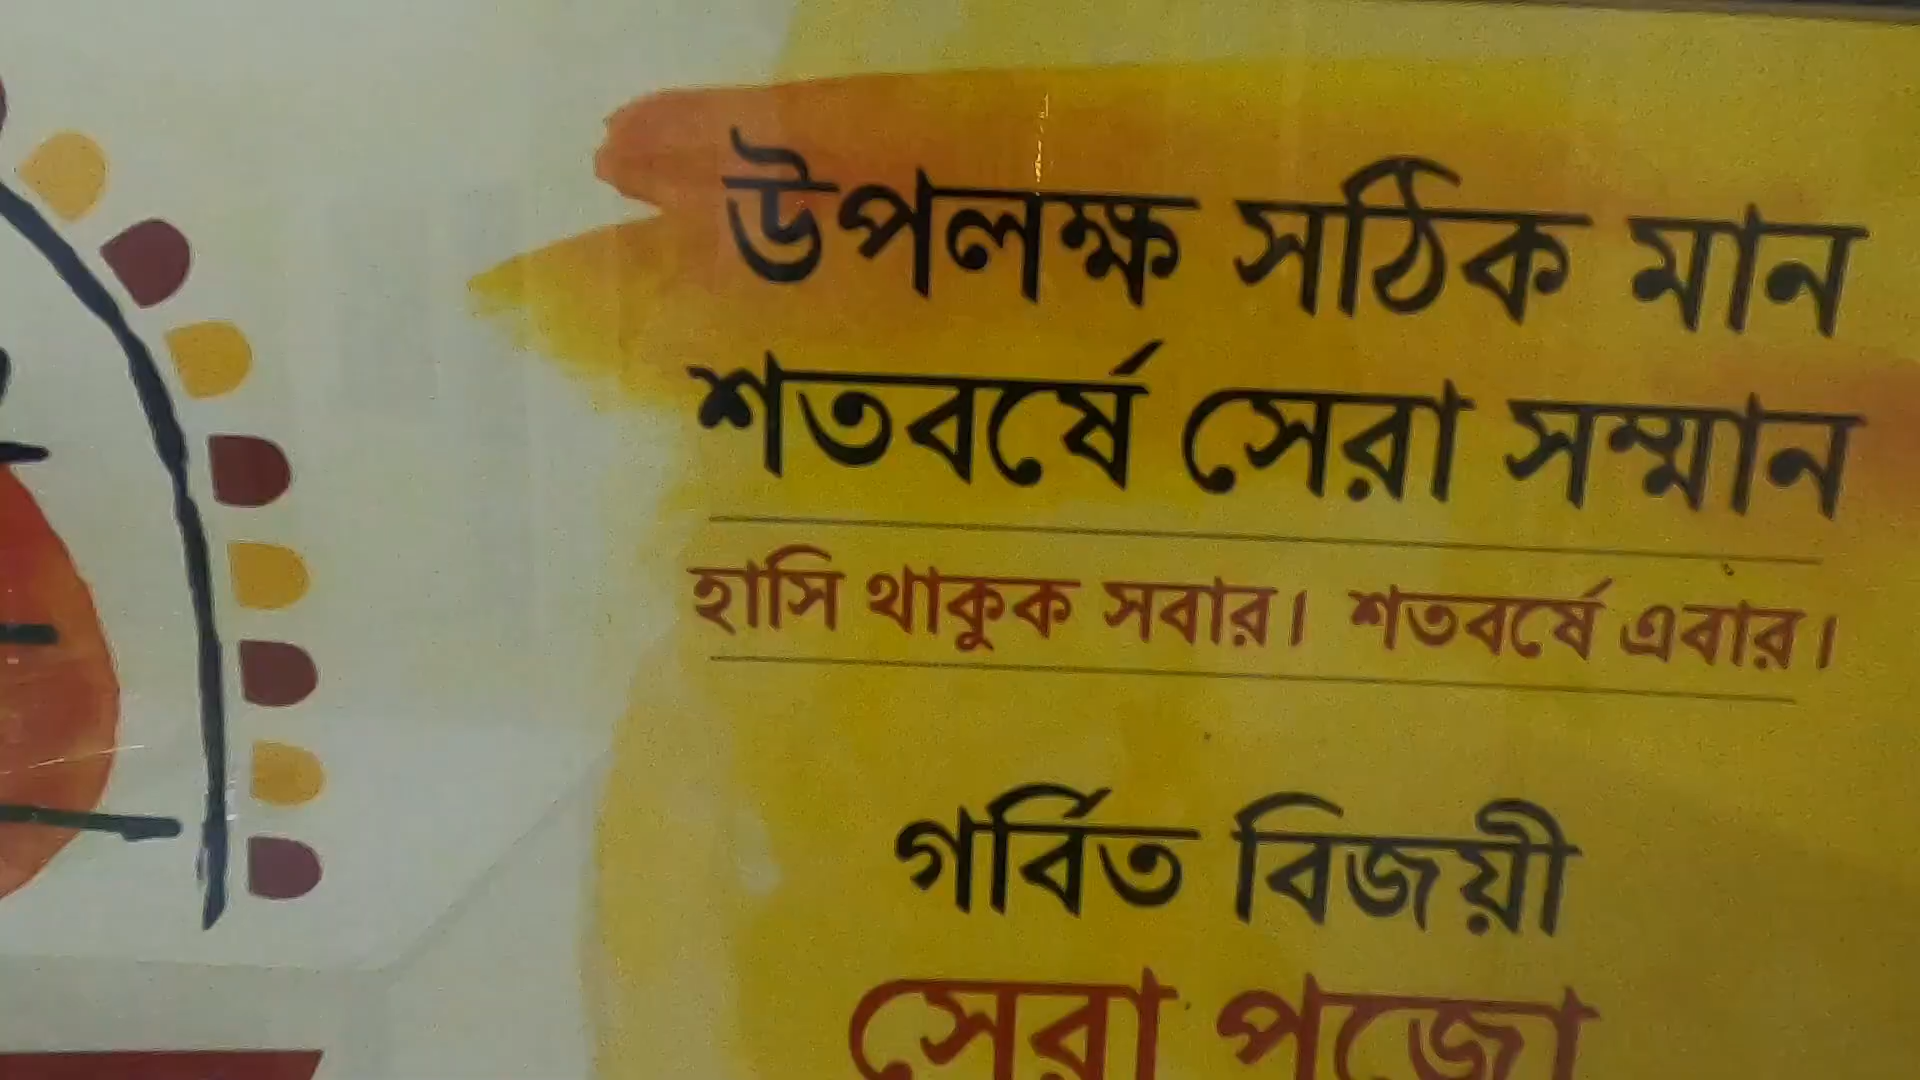 উপলক্ষ সঠিক মান
শতবর্ষে সেরা সম্মান
হাসি থাকুক সবার। শতবর্ষে এবার।
গর্বিত বিজয়ী
সেরা পুজো